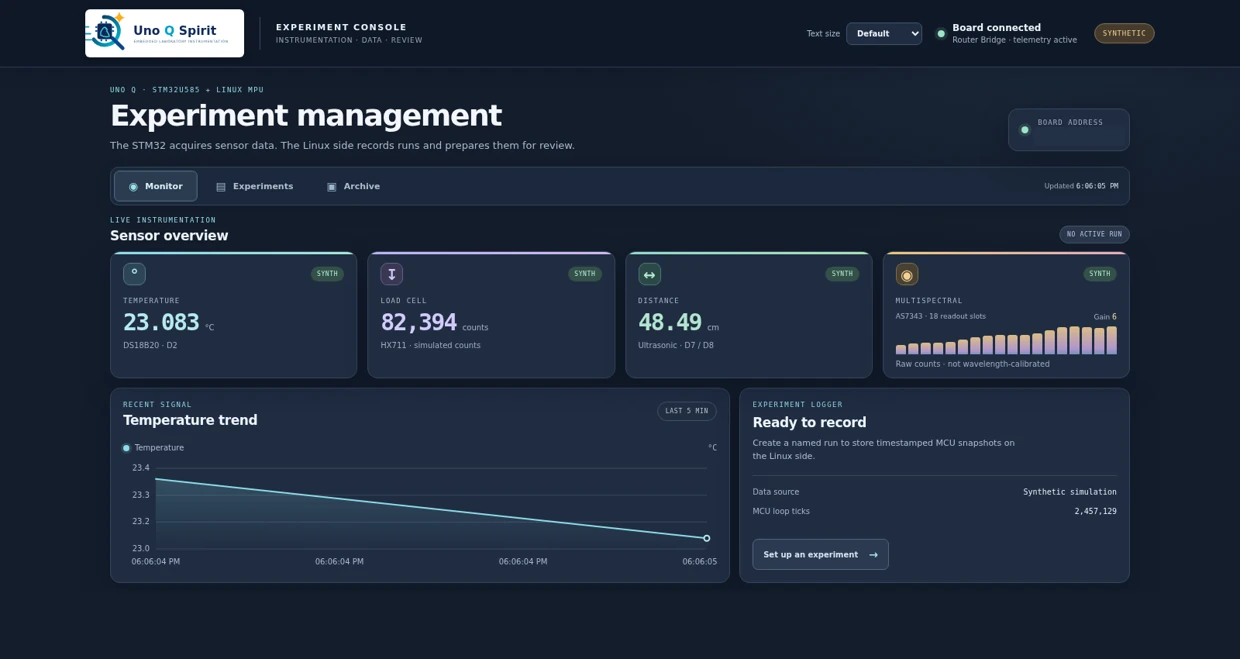 Uno Q Spirit
EMBEDDED LABORATORY INSTRUMENTATION
EXPERIMENT CONSOLE
INSTRUMENTATION · DATA · REVIEW
Text size
Default
Board connected
Router Bridge · telemetry active
SYNTHETIC
UNO Q · STM32U585 + LINUX MPU
Experiment management
The STM32 acquires sensor data. The Linux side records runs and prepares them for review.
BOARD ADDRESS
Monitor
Experiments
Archive
Updated 6:06:05 PM
LIVE INSTRUMENTATION
Sensor overview
NO ACTIVE RUN
SYNTH
TEMPERATURE
23.083 °C
DS18B20 · D2
SYNTH
LOAD CELL
82,394 counts
HX711 · simulated counts
SYNTH
DISTANCE
48.49 cm
Ultrasonic · D7 / D8
SYNTH
MULTISPECTRAL
AS7343 · 18 readout slots
Gain 6
Raw counts · not wavelength-calibrated
RECENT SIGNAL
Temperature trend
LAST 5 MIN
Temperature
°C
23.4
23.3
23.2
23.0
06:06:04 PM
06:06:04 PM
06:06:04 PM
06:06:05
EXPERIMENT LOGGER
Ready to record
Create a named run to store timestamped MCU snapshots on
the Linux side.
Data source
Synthetic simulation
MCU loop ticks
2,457,129
Set up an experiment →